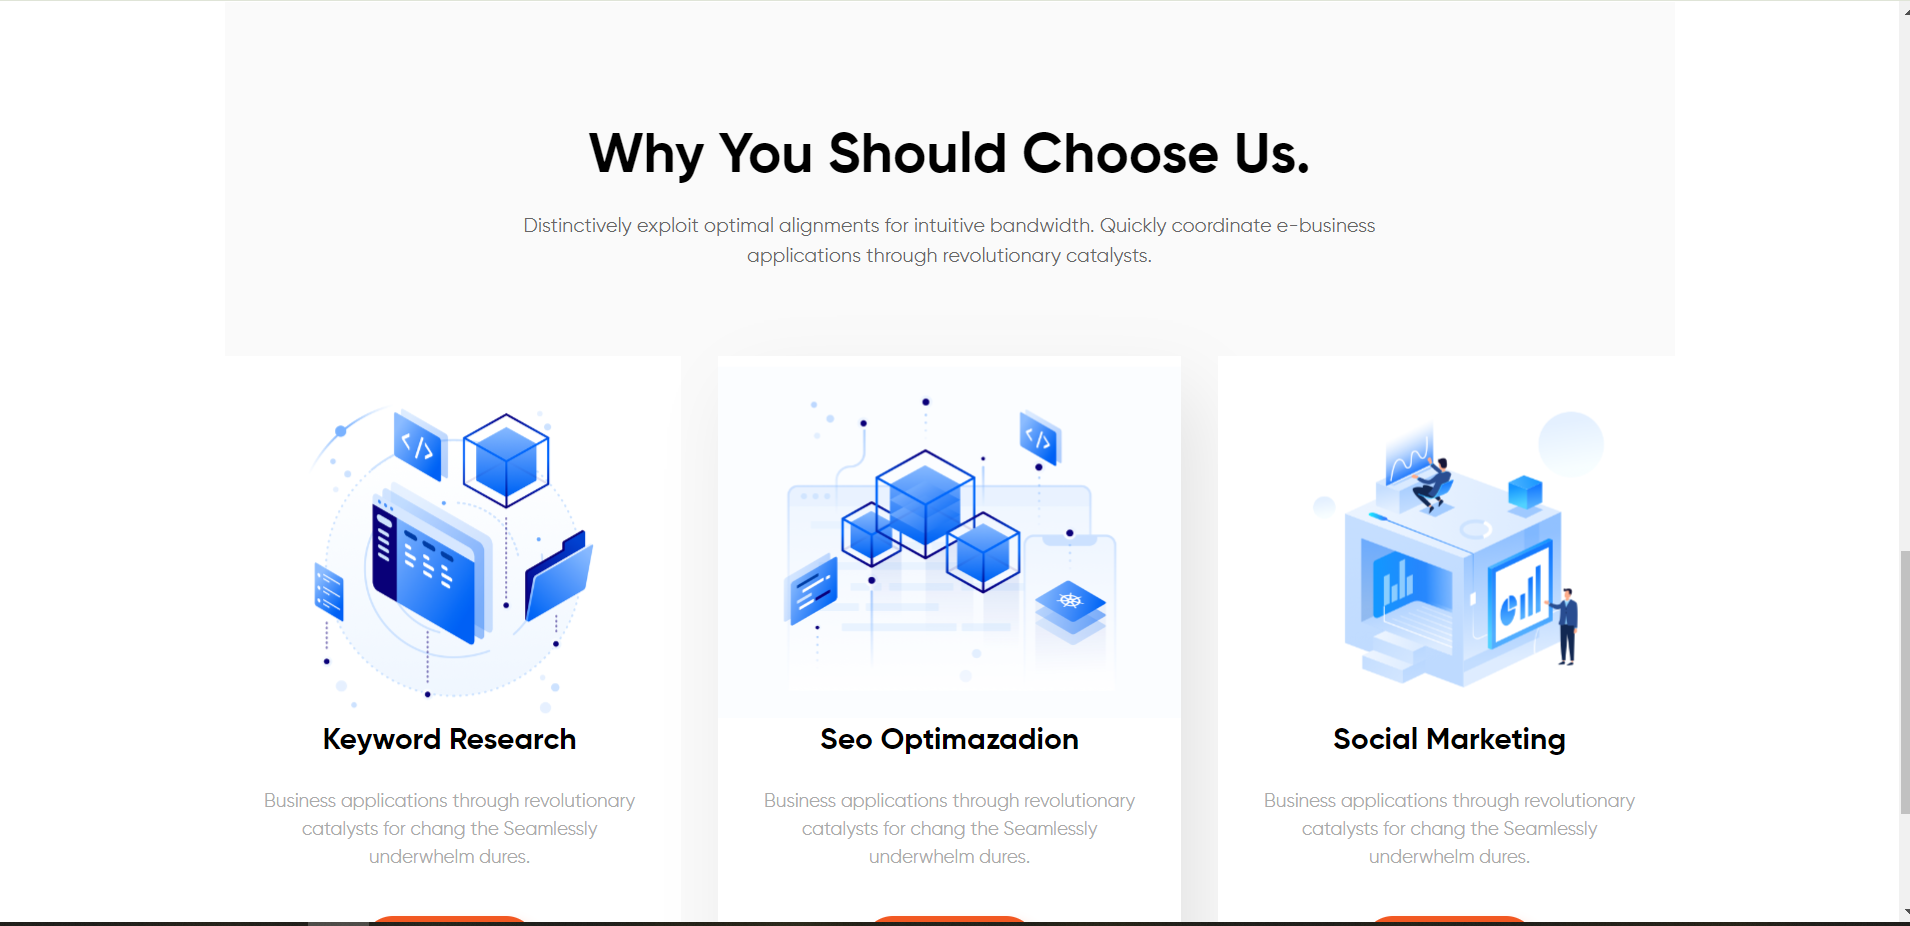 Why You Should Choose Us.
Distinctively exploit optimal alignments for intuitive bandwidth. Quickly coordinate e-business
applications through revolutionary catalysts.
Keyword Research
Business applications through revolutionary
catalysts for chang the Seamlessly
underwhelm dures.
Seo Optimazadion
Business applications through revolutionary
catalysts for chang the Seamlessly
underwhelm dures.
Social Marketing
Business applications through revolutionary
catalysts for chang the Seamlessly
underwhelm dures.